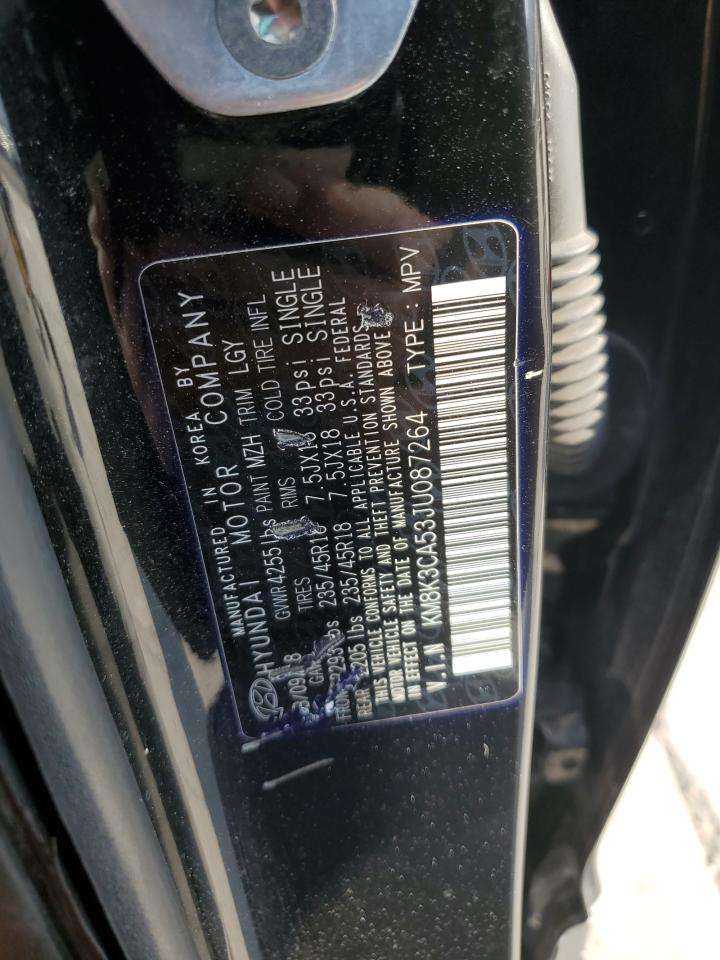 MANUFACTURED IN KOREA BY
HYUNDAI MOTOR COMPANY
GVWR 4255 lbs PAINT MZH TRIM LGY
TIRES RIMS COLD TIRE INFL
235/45R18 7.5JX18 33psi SINGLE
REAR 2205 lbs 235/45R18 7.5JX18 33psi SINGLE
THIS VEHICLE CONFORMS TO ALL APPLICABLE U.S.A. FEDERAL
MOTOR VEHICLE SAFETY AND THEFT PREVENTION STANDARDS
IN EFFECT ON THE DATE OF MANUFACTURE SHOWN ABOVE.
V.I.N KM8K3CA53JU087264 TYPE : MPV